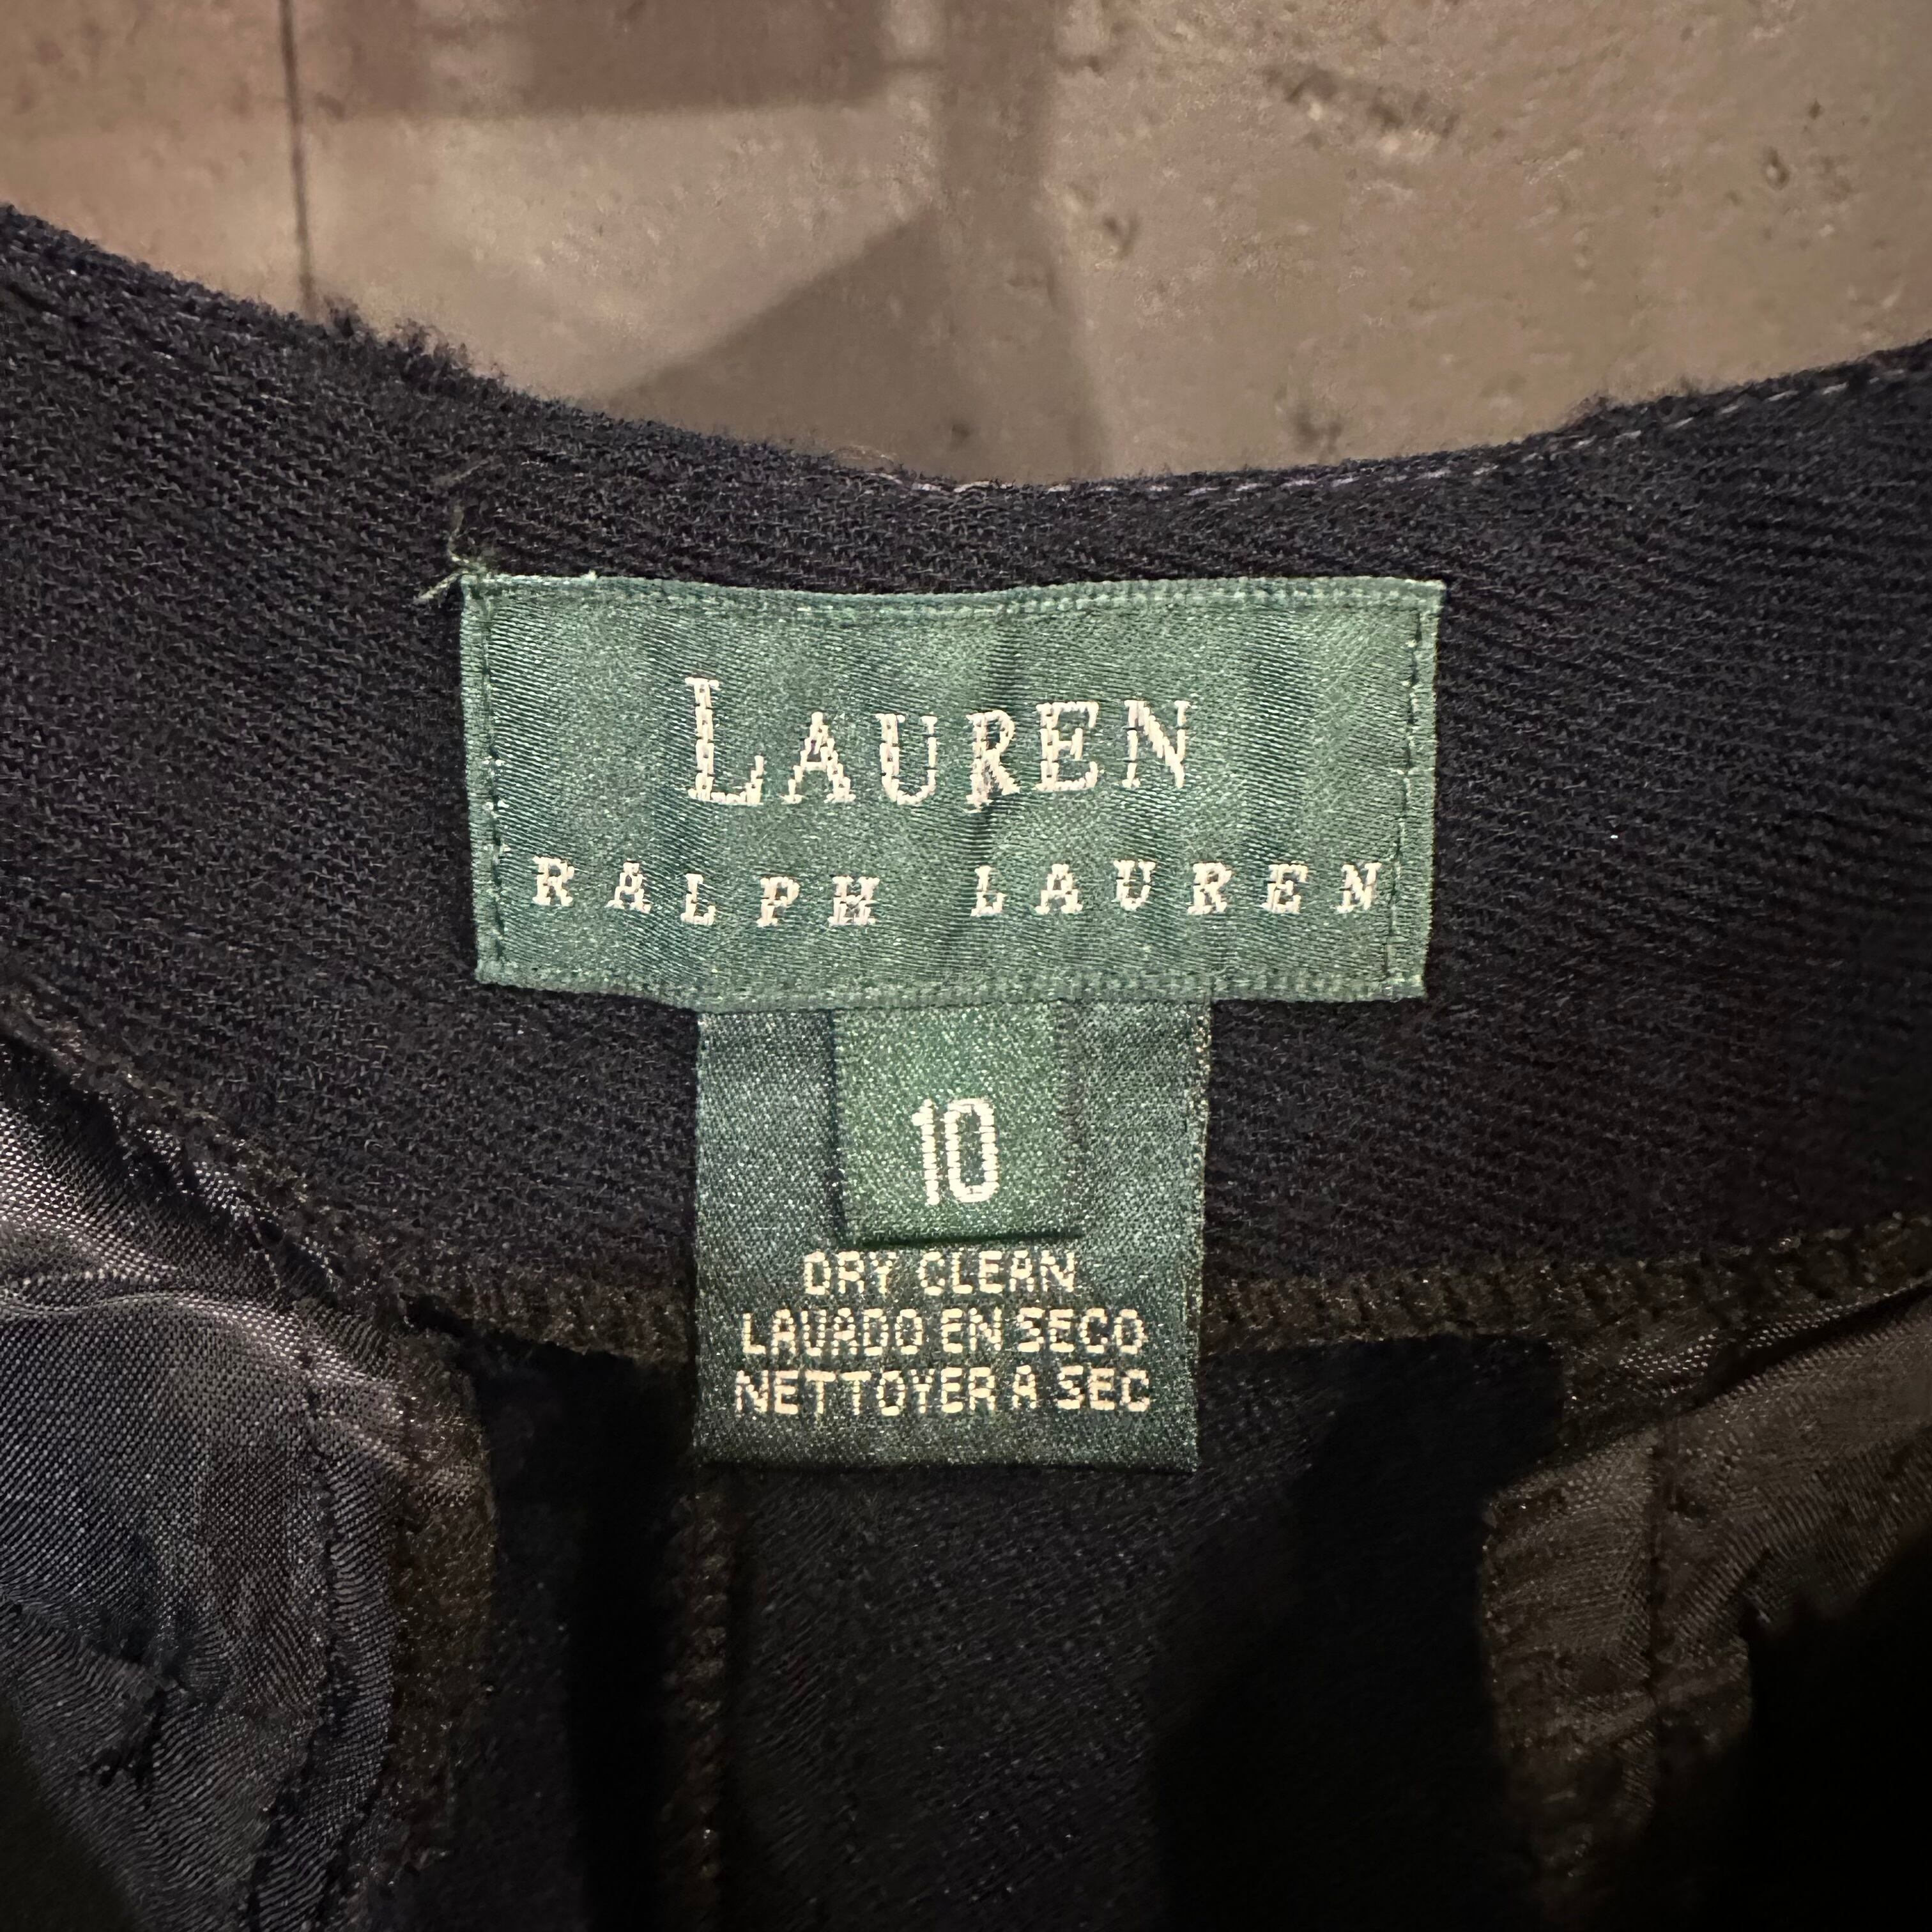 LAUREN
RALPH LAUREN
10
DRY CLEAN
LAVADO EN SECO
NETTOYER A SEC